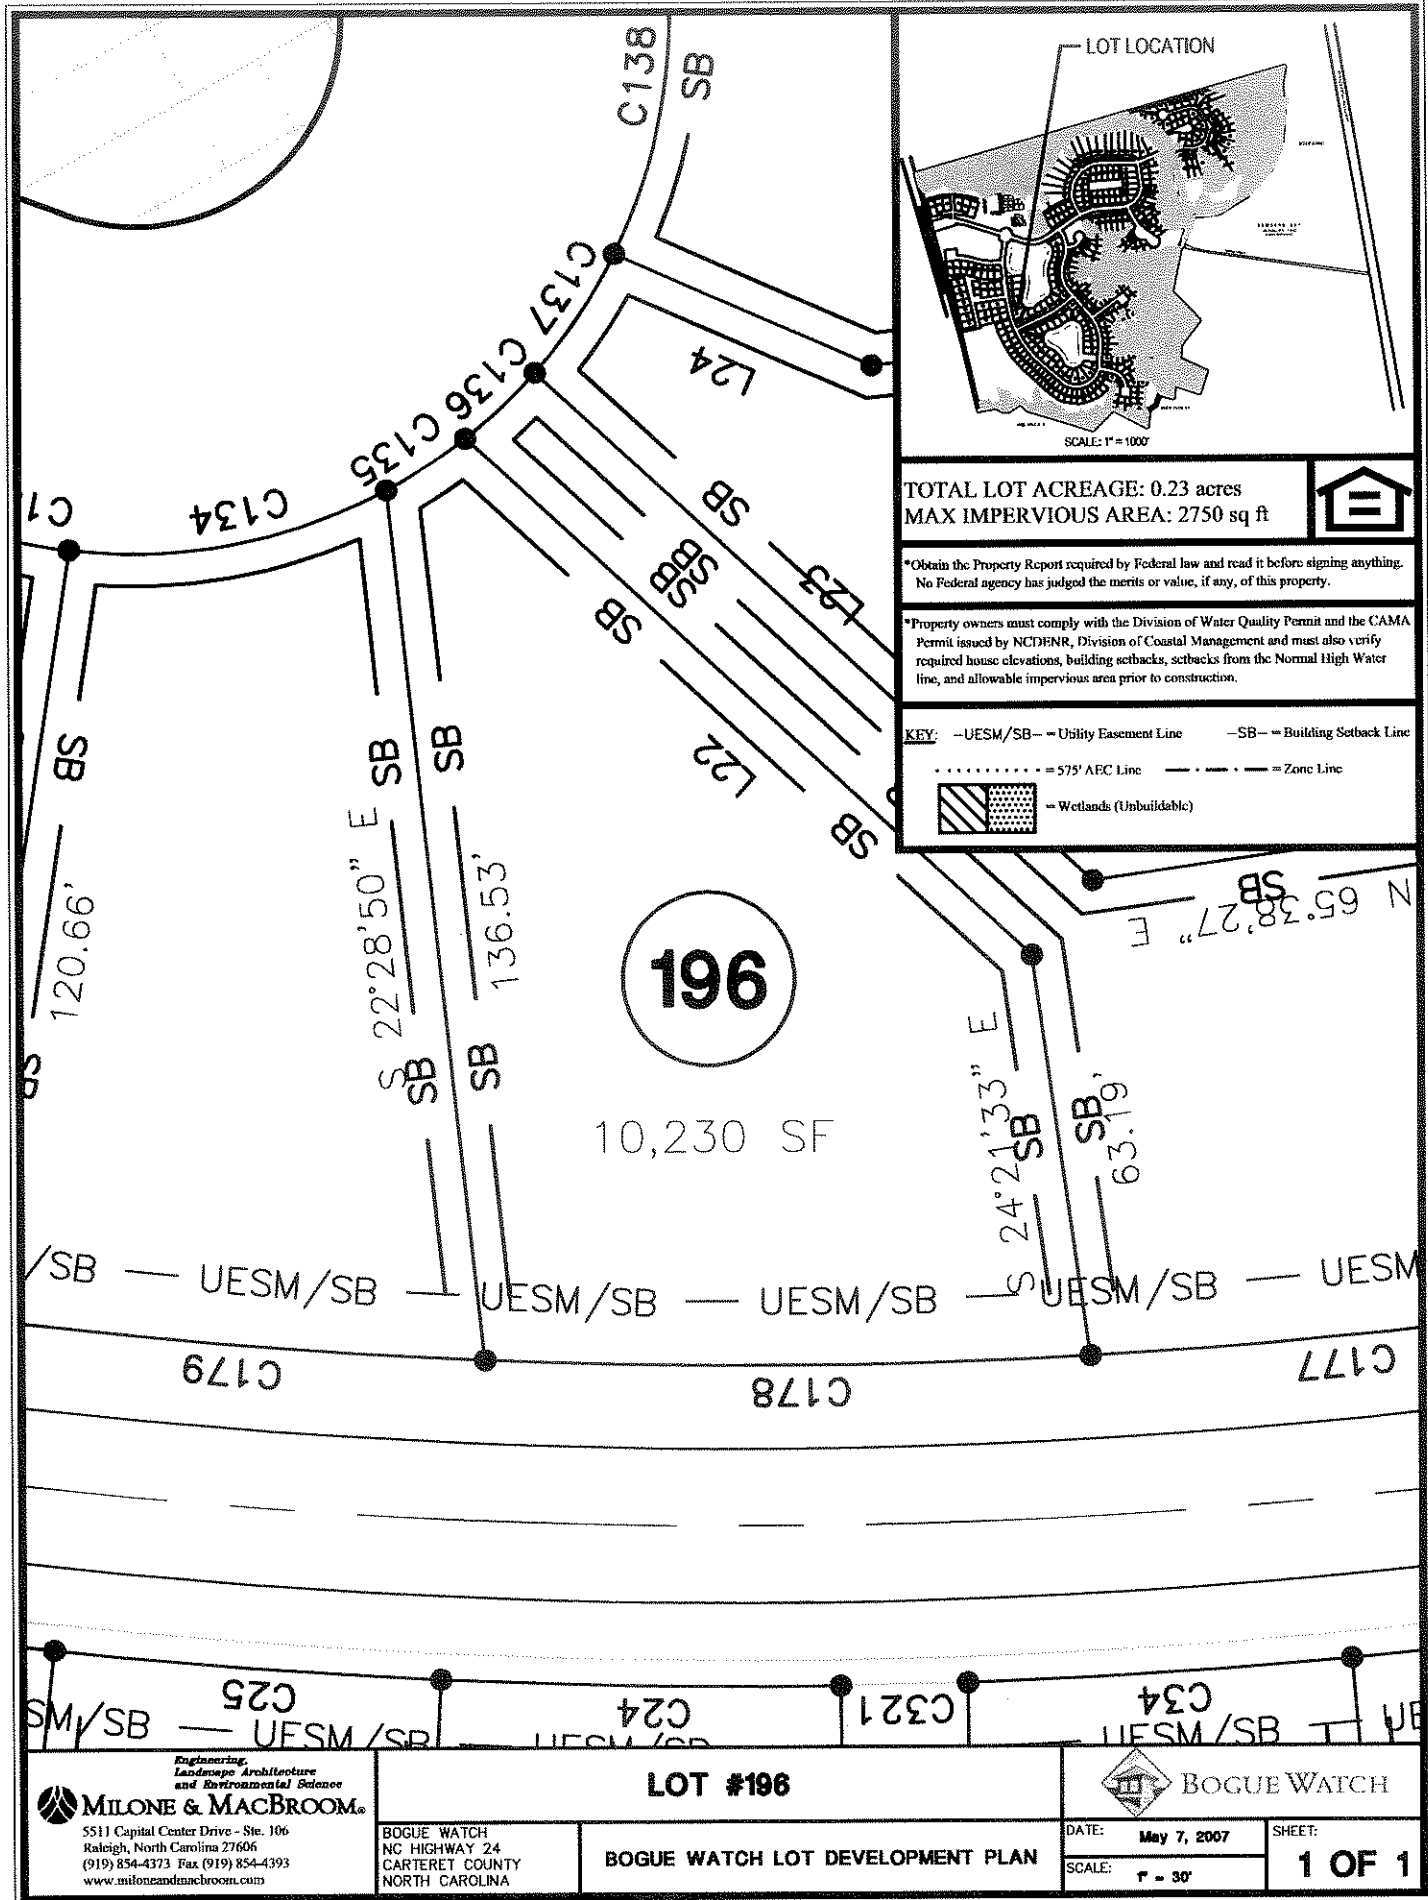 LOT LOCATION
SCALE: 1" = 1000'
TOTAL LOT ACREAGE: 0.23 acres
MAX IMPERVIOUS AREA: 2750 sq ft
*Obtain the Property Report required by Federal law and read it before signing anything.
No Federal agency has judged the merits or value, if any, of this property.
*Property owners must comply with the Division of Water Quality Permit and the CAMA
Permit issued by NCDENR, Division of Coastal Management and must also verify
required house elevations, building setbacks, setbacks from the Normal High Water
line, and allowable impervious area prior to construction.
KEY: -UESM/SB- = Utility Easement Line -SB- = Building Setback Line
= 575' AEC Line = Zone Line
= Wetlands (Unbuildable)
C138
SB
C137
C136
C135
C134
C1
L24
SB
L23
SB
SB
SB
L22
SB
SB
SB
SB
SB
120.66'
S 22°28'50" E
136.53'
SB
SB
SB
N 65°38'27" E
SB
196
10,230 SF
S 24°21'33" E
63.19'
SB
SB
/SB — UESM/SB — UESM/SB — UESM/SB — UESM/SB — UESM
C179
C178
C177
C25
C24
C321
C34
SM/SB — UESM/SB UESM/SB UESM/SB UE
Engineering,
Landscape Architecture
and Environmental Science
MILONE & MACBROOM®
5511 Capital Center Drive - Ste. 106
Raleigh, North Carolina 27606
(919) 854-4373 Fax (919) 854-4393
www.miloneandmacbroom.com
LOT #196
BOGUE WATCH
NC HIGHWAY 24
CARTERET COUNTY
NORTH CAROLINA
BOGUE WATCH LOT DEVELOPMENT PLAN
BOGUE WATCH
DATE: May 7, 2007
SCALE: 1" = 30'
SHEET:
1 OF 1